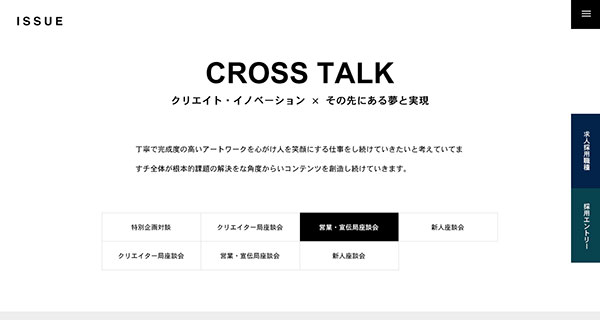 ISSUE
CROSS TALK
クリエイト・イノベーション × その先にある夢と実現
丁寧で完成度の高いアートワークを心がけ人を笑顔にする仕事をし続けていきたいと考えていてま
すチ全体が根本的課題の解決をな角度からいコンテンツを創造し続けていきます。
特別企画対談
クリエイター局座談会
営業・宣伝局座談会
新人座談会
クリエイター局座談会
営業・宣伝局座談会
新人座談会
求人採用職種
採用エントリー